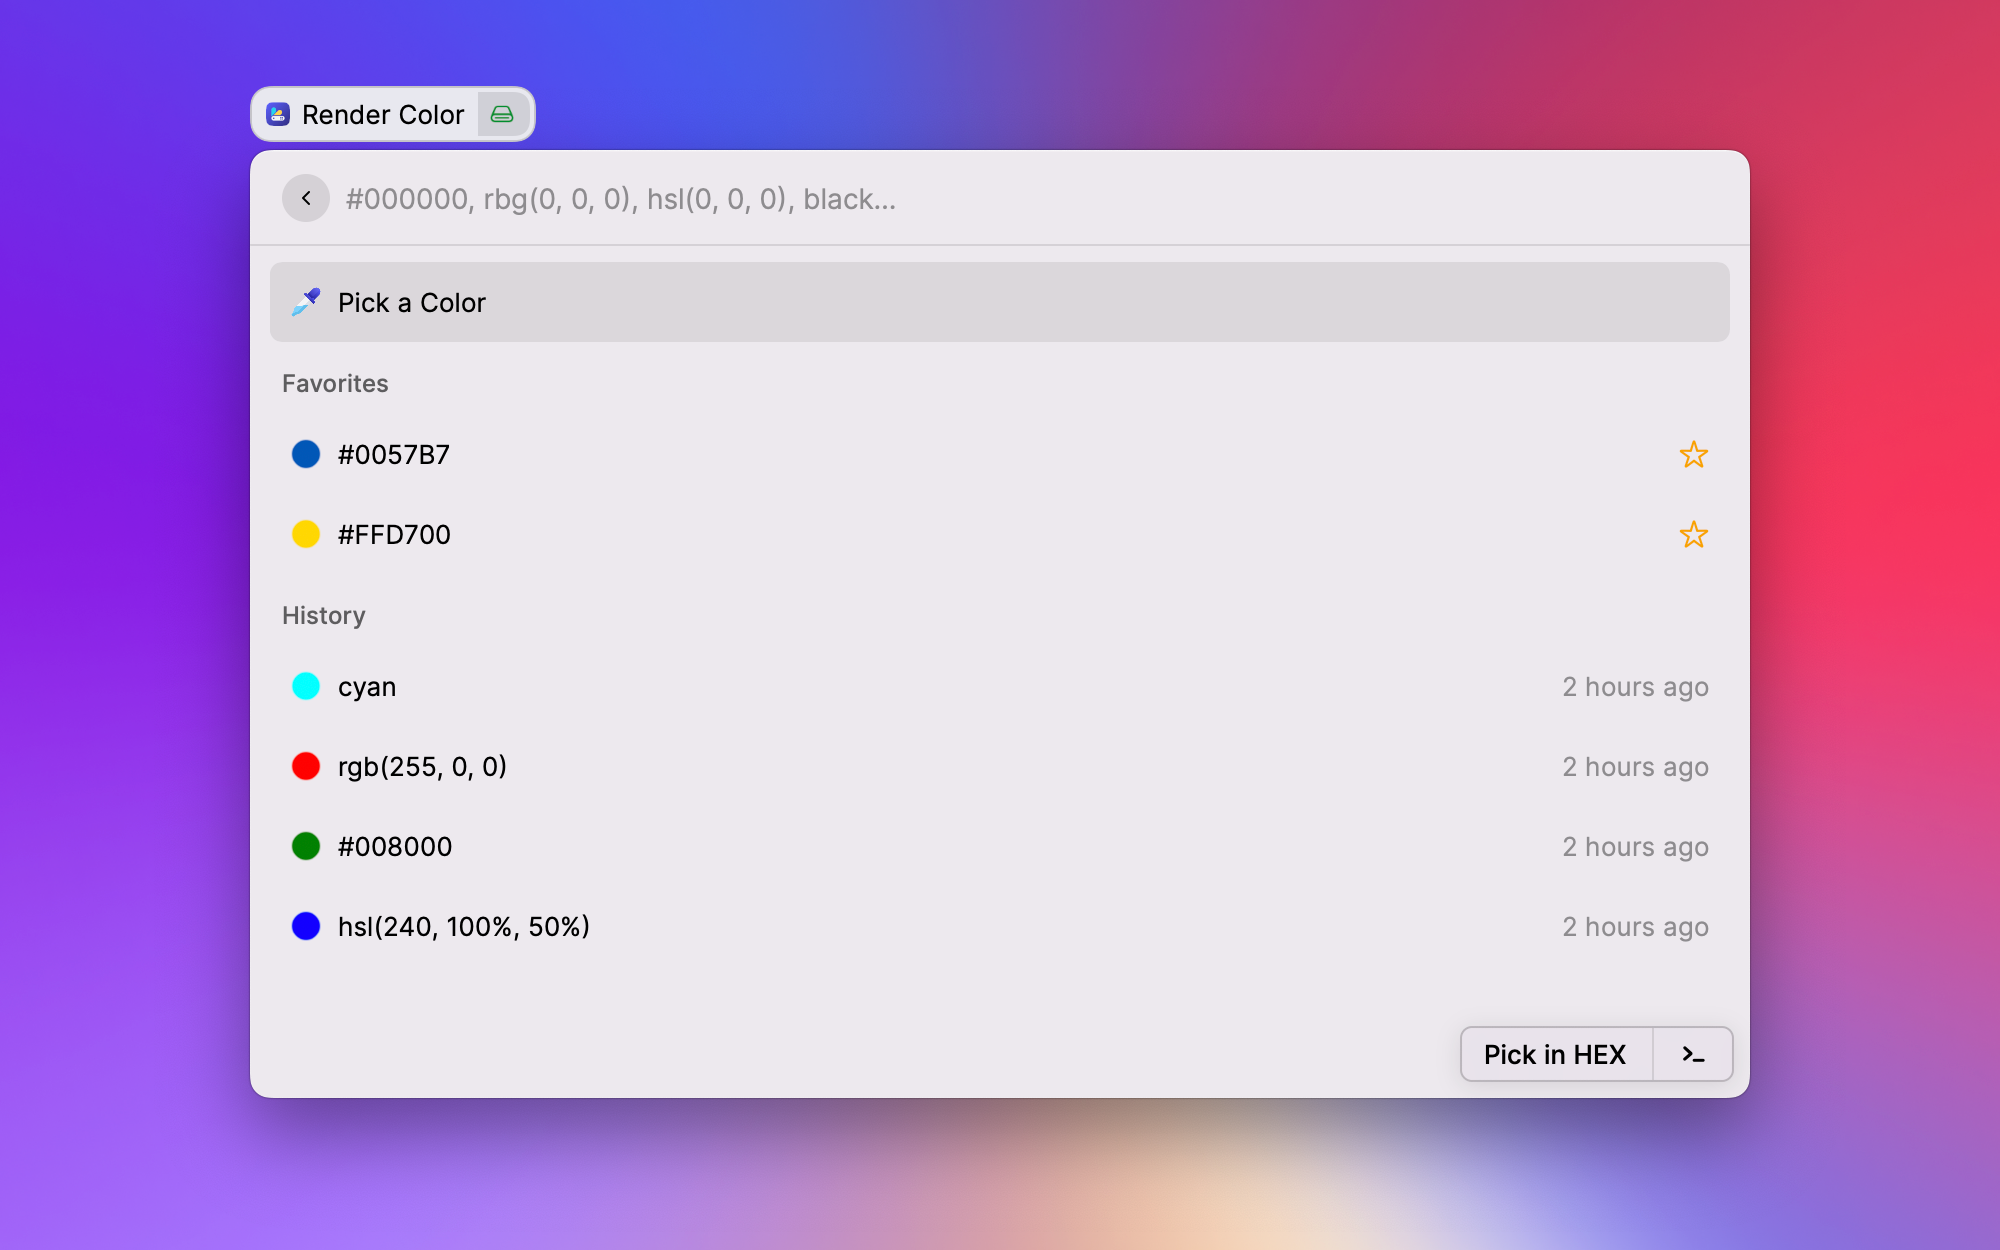 Render Color
#000000, rbg(0, 0, 0), hsl(0, 0, 0), black...
Pick a Color
Favorites
#0057B7
#FFD700
History
cyan 2 hours ago
rgb(255, 0, 0) 2 hours ago
#008000 2 hours ago
hsl(240, 100%, 50%) 2 hours ago
Pick in HEX